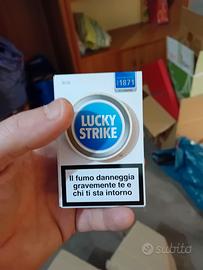 1871
LUCKY
STRIKE
Il fumo danneggia
gravemente te e
chi ti sta intorno
subito